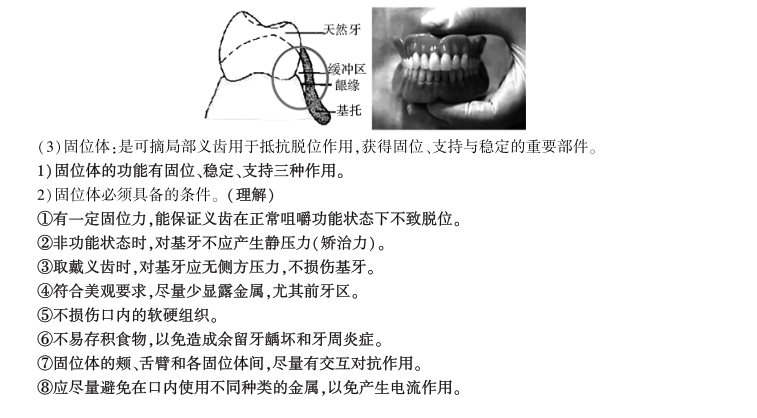 天然牙
缓冲区
龈缘
基托
(3)固位体:是可摘局部义齿用于抵抗脱位作用,获得固位、支持与稳定的重要部件。
1)固位体的功能有固位、稳定、支持三种作用。
2)固位体必须具备的条件。(理解)
①有一定固位力,能保证义齿在正常咀嚼功能状态下不致脱位。
②非功能状态时,对基牙不应产生静压力(矫治力)。
③取戴义齿时,对基牙应无侧方压力,不损伤基牙。
④符合美观要求,尽量少显露金属,尤其前牙区。
⑤不损伤口内的软硬组织。
⑥不易存积食物,以免造成余留牙龋坏和牙周炎症。
⑦固位体的颊、舌臂和各固位体间,尽量有交互对抗作用。
⑧应尽量避免在口内使用不同种类的金属,以免产生电流作用。